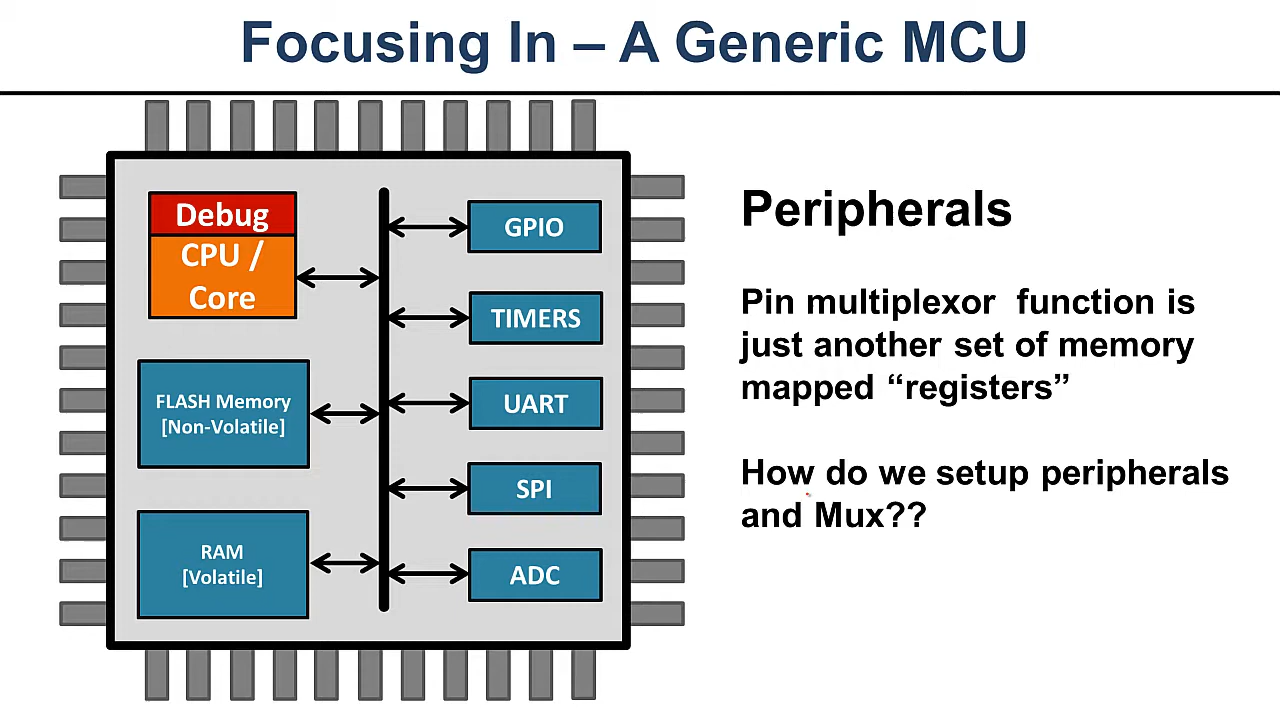 Focusing In – A Generic MCU
Debug
CPU /
Core
FLASH Memory
[Non-Volatile]
RAM
[Volatile]
GPIO
TIMERS
UART
SPI
ADC
Peripherals
Pin multiplexor function is
just another set of memory
mapped “registers”
How do we setup peripherals
and Mux??